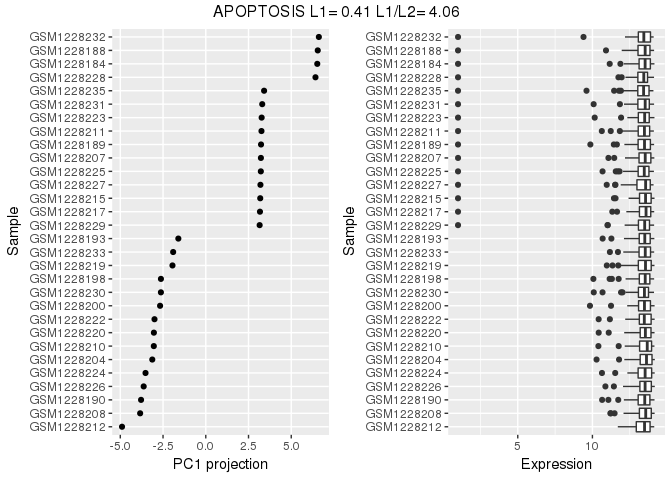 APOPTOSIS L1= 0.41 L1/L2= 4.06
Sample
GSM1228232
GSM1228188
GSM1228184
GSM1228228
GSM1228235
GSM1228231
GSM1228223
GSM1228211
GSM1228189
GSM1228207
GSM1228225
GSM1228227
GSM1228215
GSM1228217
GSM1228229
GSM1228193
GSM1228233
GSM1228219
GSM1228198
GSM1228230
GSM1228200
GSM1228222
GSM1228220
GSM1228210
GSM1228204
GSM1228224
GSM1228226
GSM1228190
GSM1228208
GSM1228212
-5.0 -2.5 0.0 2.5 5.0
PC1 projection
Sample
GSM1228232
GSM1228188
GSM1228184
GSM1228228
GSM1228235
GSM1228231
GSM1228223
GSM1228211
GSM1228189
GSM1228207
GSM1228225
GSM1228227
GSM1228215
GSM1228217
GSM1228229
GSM1228193
GSM1228233
GSM1228219
GSM1228198
GSM1228230
GSM1228200
GSM1228222
GSM1228220
GSM1228210
GSM1228204
GSM1228224
GSM1228226
GSM1228190
GSM1228208
GSM1228212
5 10
Expression